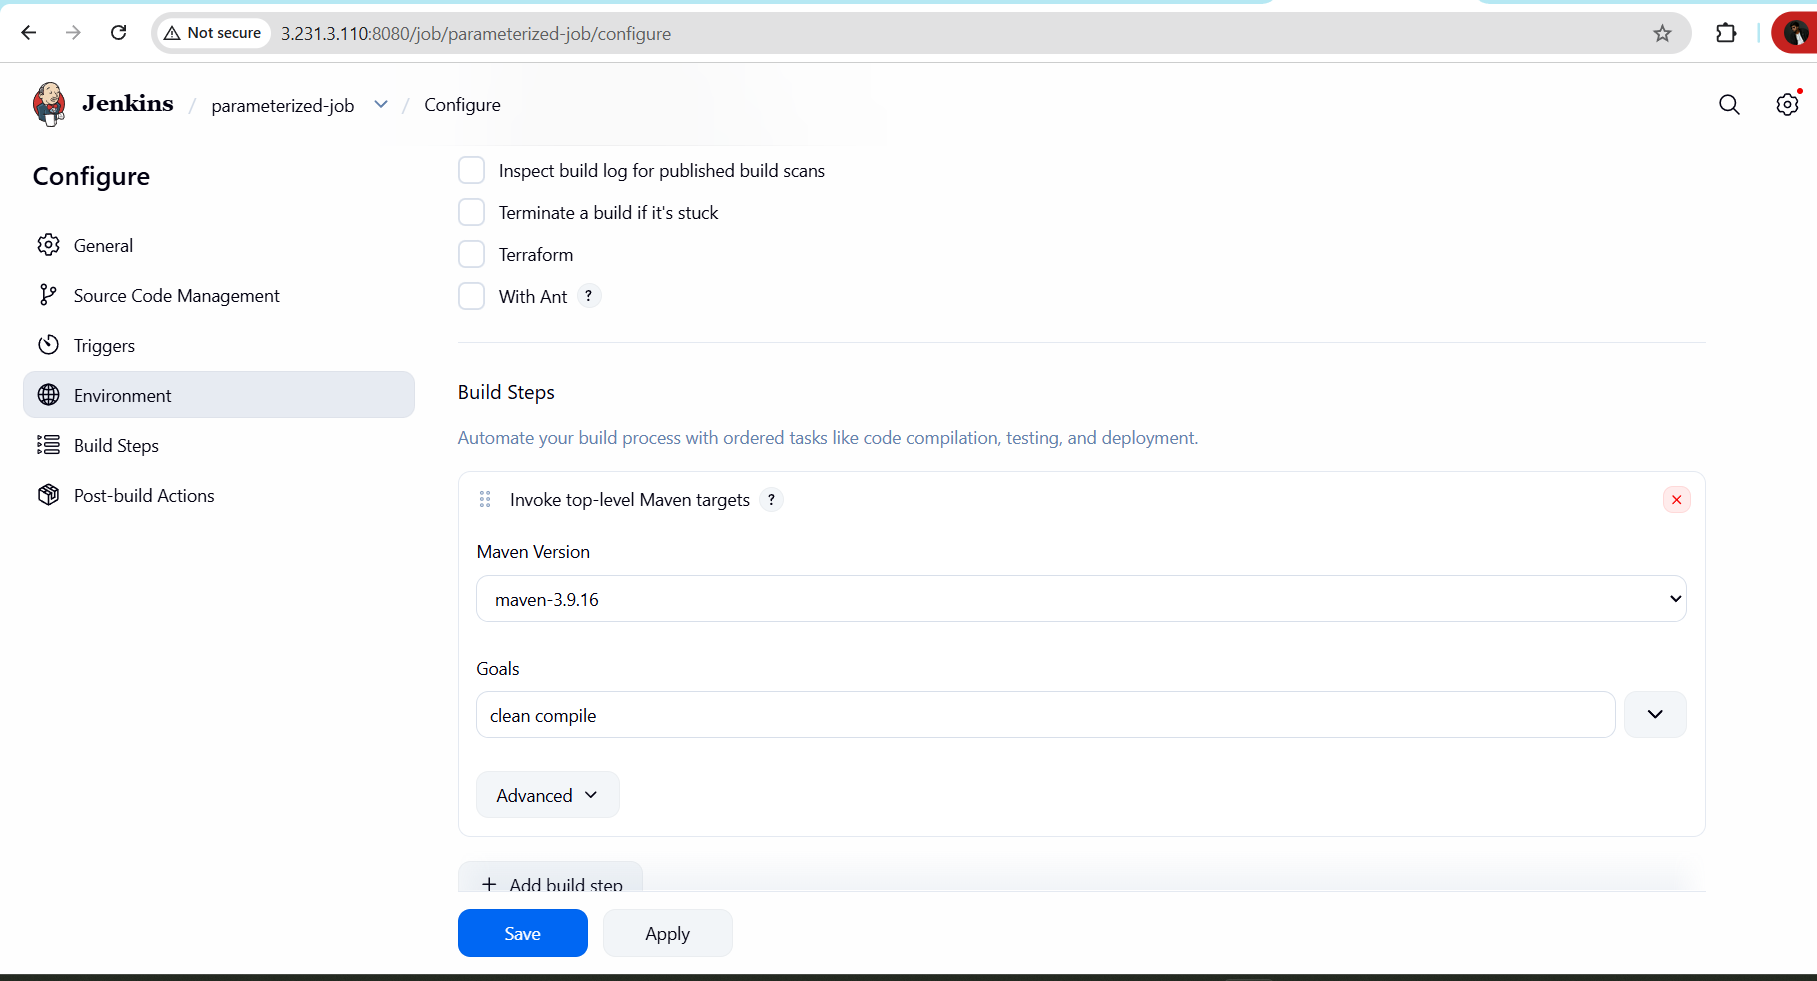 Not secure 3.231.3.110:8080/job/parameterized-job/configure
Jenkins / parameterized-job / Configure
Configure
General
Source Code Management
Triggers
Environment
Build Steps
Post-build Actions
Inspect build log for published build scans
Terminate a build if it's stuck
Terraform
With Ant ?
Build Steps
Automate your build process with ordered tasks like code compilation, testing, and deployment.
Invoke top-level Maven targets ?
Maven Version
maven-3.9.16
Goals
clean compile
Advanced
+ Add build step
Save Apply